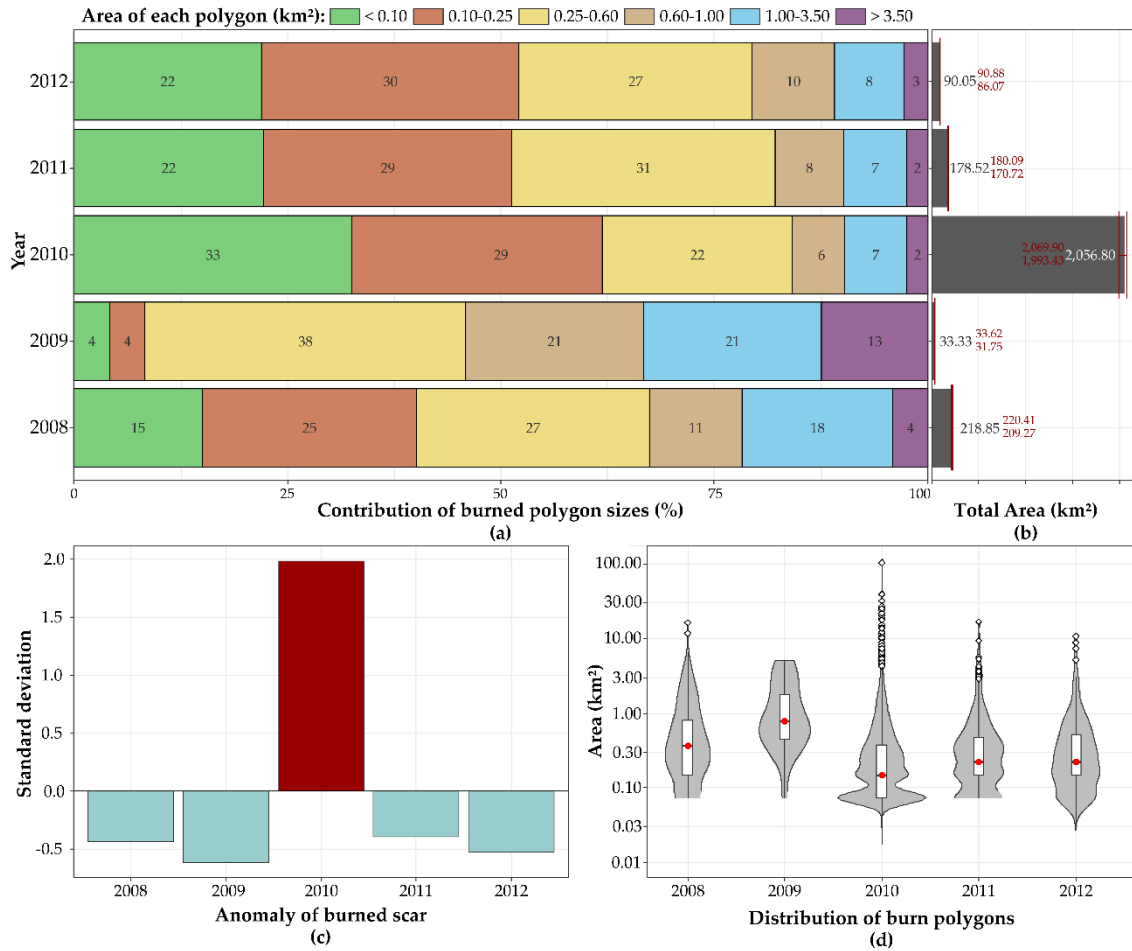 Area of each polygon (km²): < 0.10 0.10-0.25 0.25-0.60 0.60-1.00 1.00-3.50 > 3.50
Year
2012 22 30 27 10 8 3
90.05 90.88
86.07
2011 22 29 31 8 7 2
178.52 180.09
170.72
2010 33 29 22 6 7 2
2,069.90
1,993.43 2,056.80
2009 4 4 38 21 21 13
33.33 33.62
31.75
2008 15 25 27 11 18 4
218.85 220.41
209.27
0 25 50 75 100
Contribution of burned polygon sizes (%)
(a)
Total Area (km²)
(b)
Standard deviation
2.0
1.5
1.0
0.5
0.0
-0.5
2008 2009 2010 2011 2012
Anomaly of burned scar
(c)
Area (km²)
100.00
30.00
10.00
3.00
1.00
0.30
0.10
0.03
0.01
2008 2009 2010 2011 2012
Distribution of burn polygons
(d)